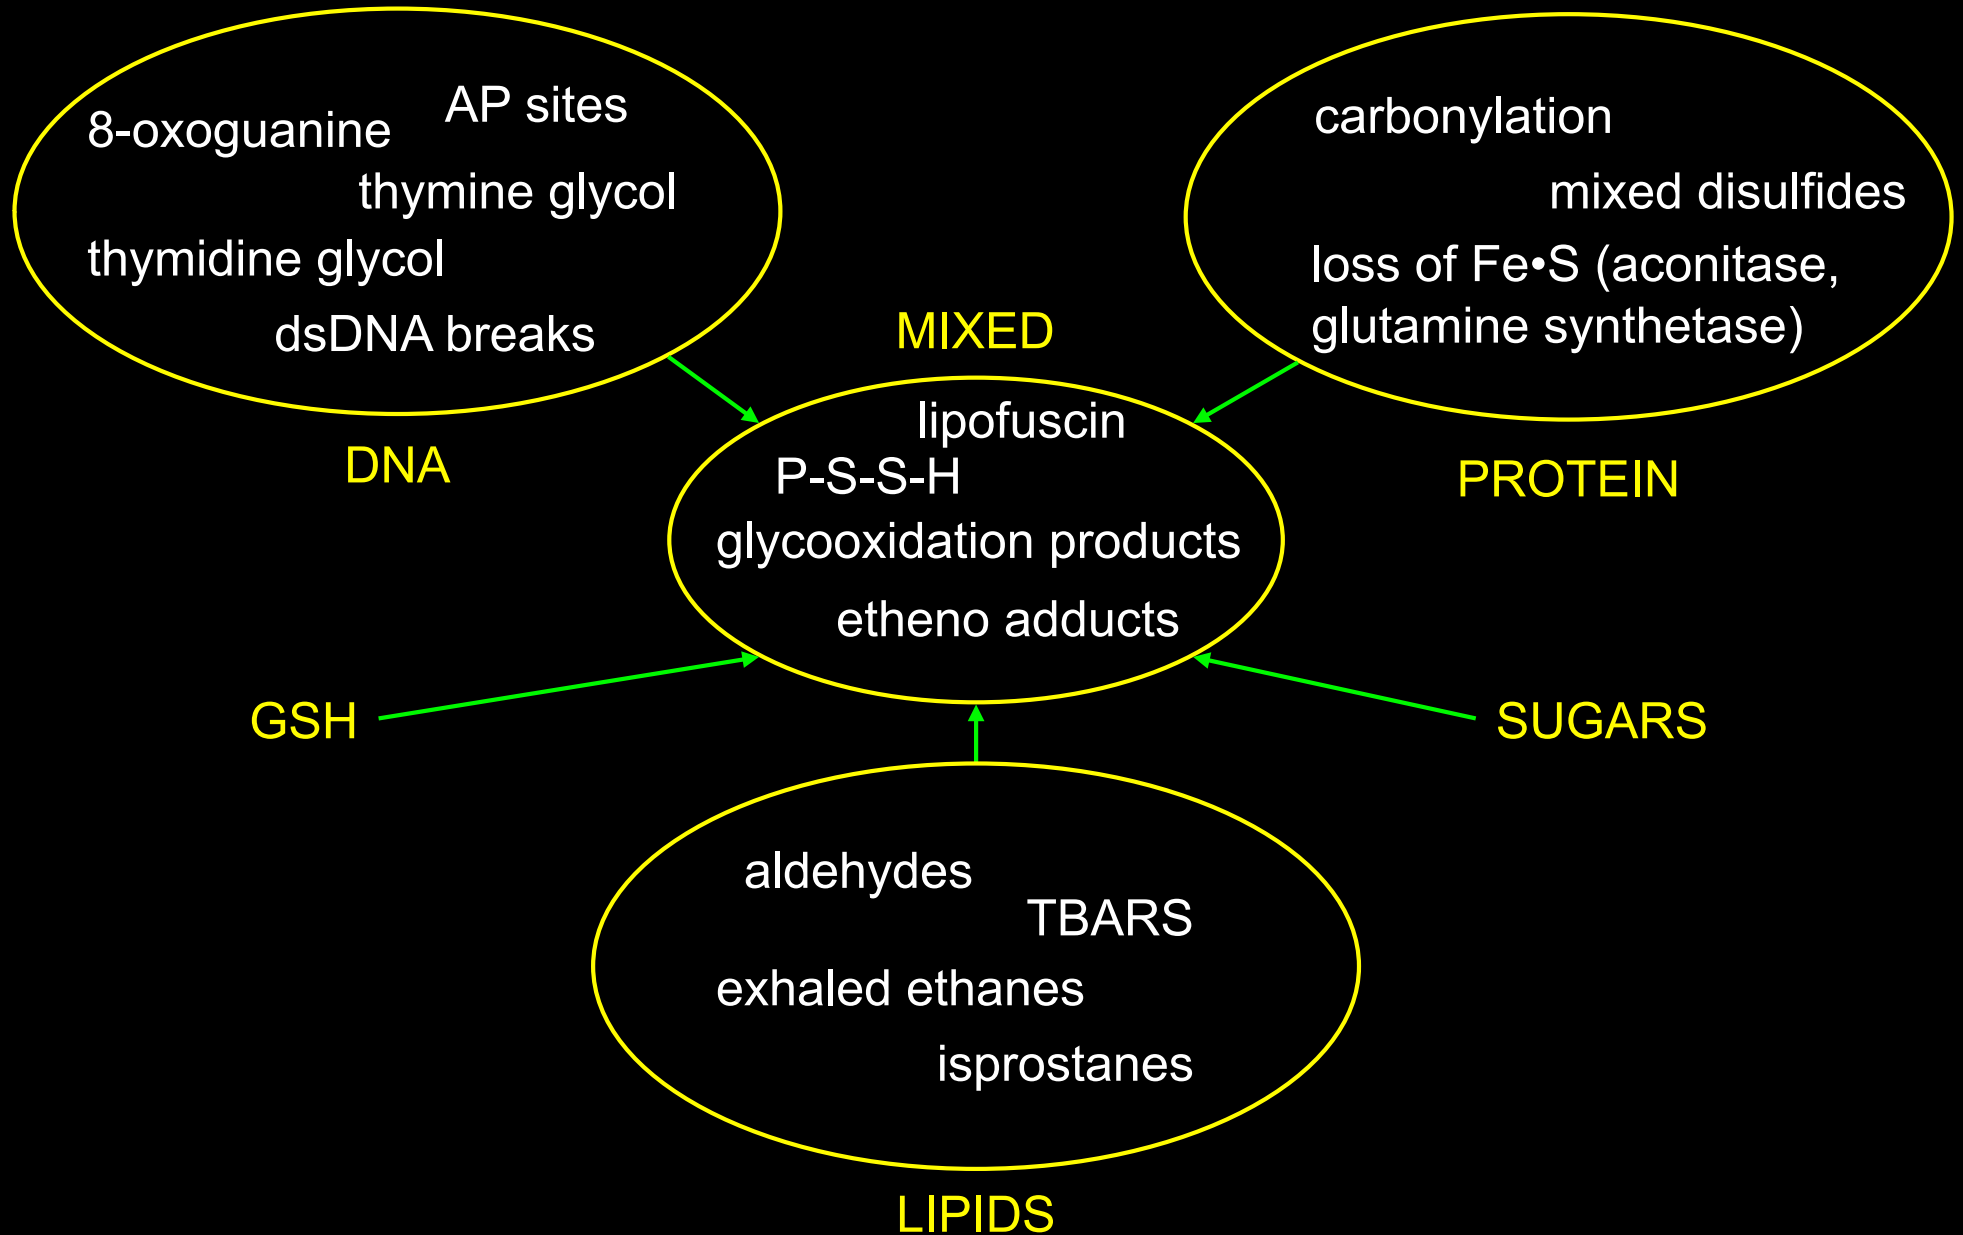 8-oxoguanine
AP sites
thymine glycol
thymidine glycol
dsDNA breaks
DNA
carbonylation
mixed disulfides
loss of Fe•S (aconitase,
glutamine synthetase)
PROTEIN
MIXED
lipofuscin
P-S-S-H
glycooxidation products
etheno adducts
GSH
SUGARS
aldehydes
TBARS
exhaled ethanes
isprostanes
LIPIDS